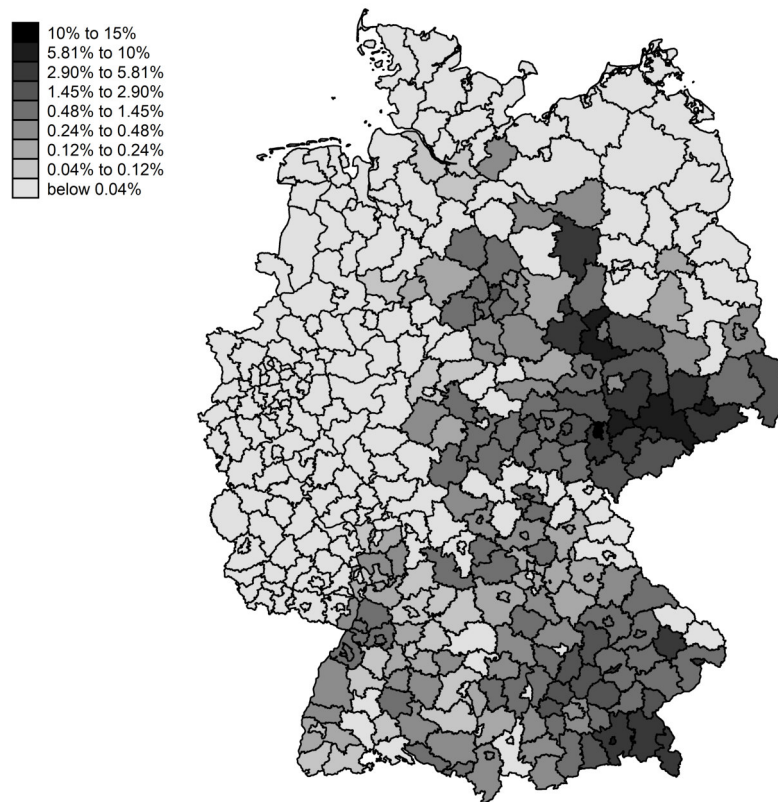 10% to 15%
5.81% to 10%
2.90% to 5.81%
1.45% to 2.90%
0.48% to 1.45%
0.24% to 0.48%
0.12% to 0.24%
0.04% to 0.12%
below 0.04%